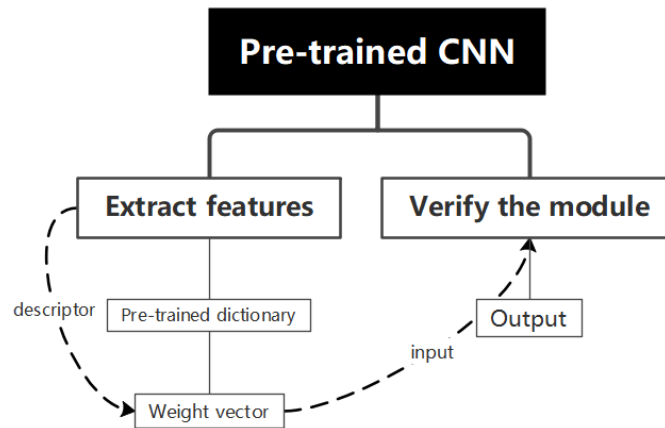 Pre-trained CNN
Extract features
Verify the module
descriptor
Pre-trained dictionary
Output
input
Weight vector